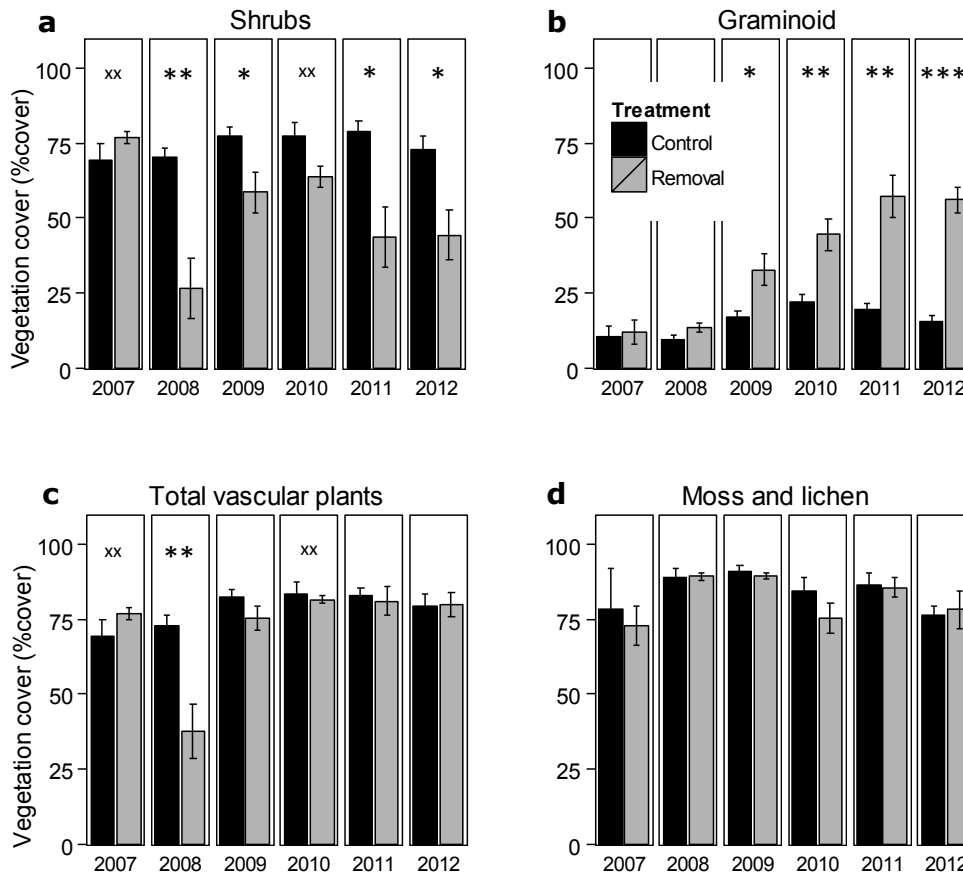 a Shrubs
100
75
50
25
0
Vegetation cover (%cover)
xx ** * xx * *
2007 2008 2009 2010 2011 2012
b Graminoid
100
75
50
25
0
* ** ** ***
Treatment
Control
Removal
2007 2008 2009 2010 2011 2012
c Total vascular plants
100
75
50
25
0
Vegetation cover (%cover)
xx ** xx
2007 2008 2009 2010 2011 2012
d Moss and lichen
100
75
50
25
0
2007 2008 2009 2010 2011 2012